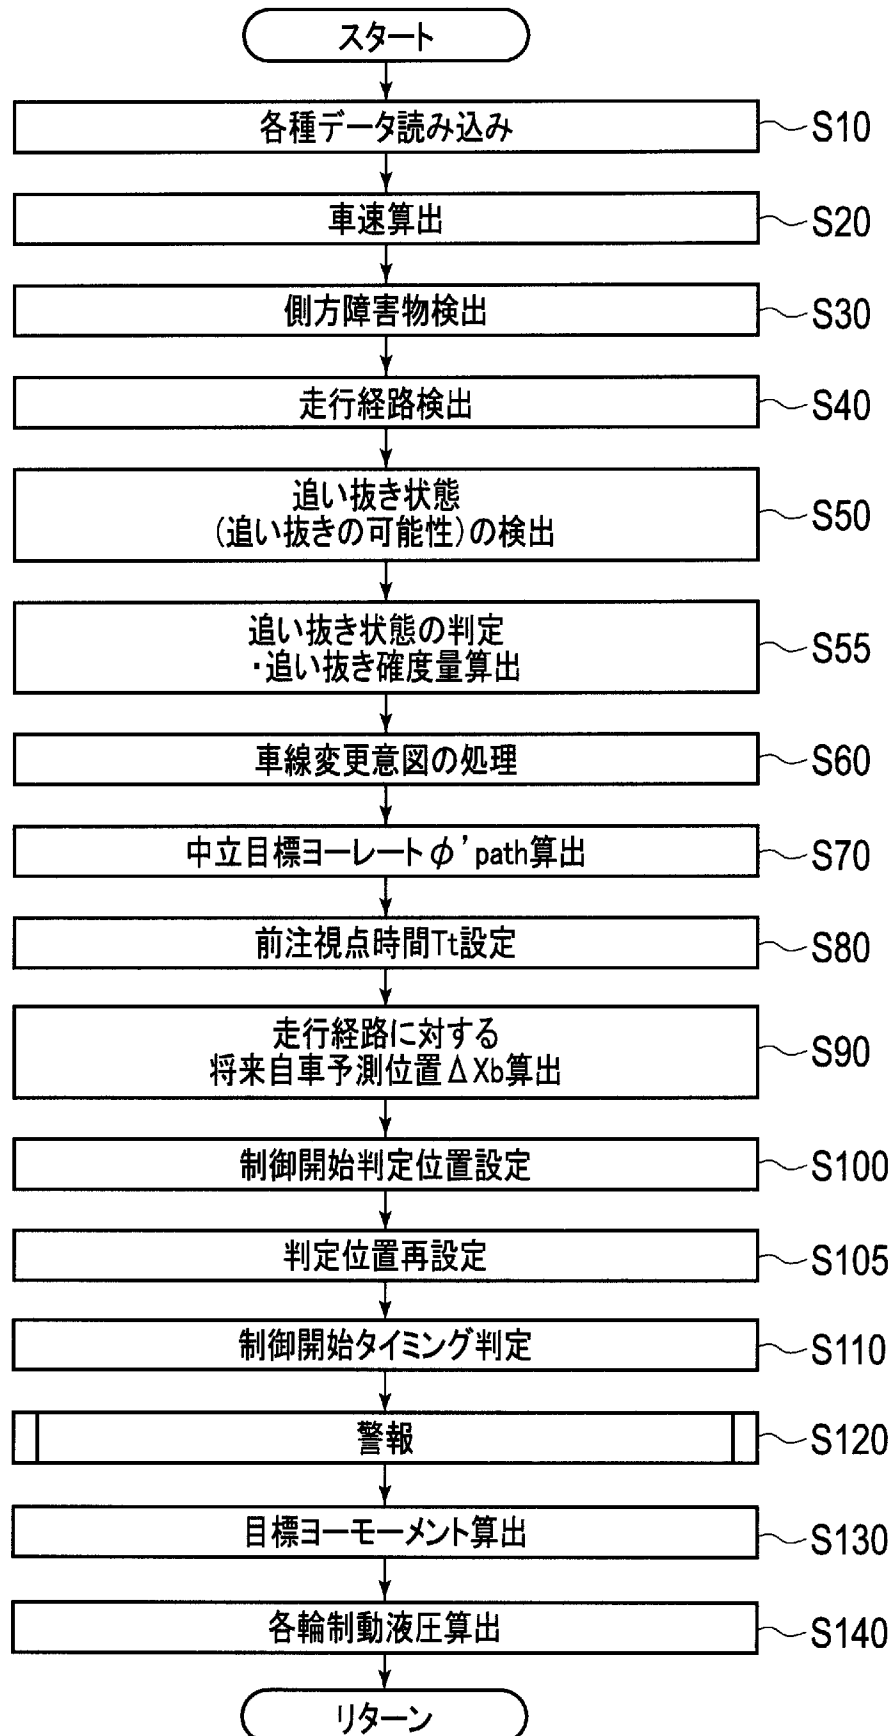 スタート
各種データ読み込み
S10
車速算出
S20
側方障害物検出
S30
走行経路検出
S40
追い抜き状態
(追い抜きの可能性)の検出
S50
追い抜き状態の判定
・追い抜き確度量算出
S55
車線変更意図の処理
S60
中立目標ヨーレートφ'path算出
S70
前注視点時間Tt設定
S80
走行経路に対する
将来自車予測位置ΔXb算出
S90
制御開始判定位置設定
S100
判定位置再設定
S105
制御開始タイミング判定
S110
警報
S120
目標ヨーモーメント算出
S130
各輪制動液圧算出
S140
リターン